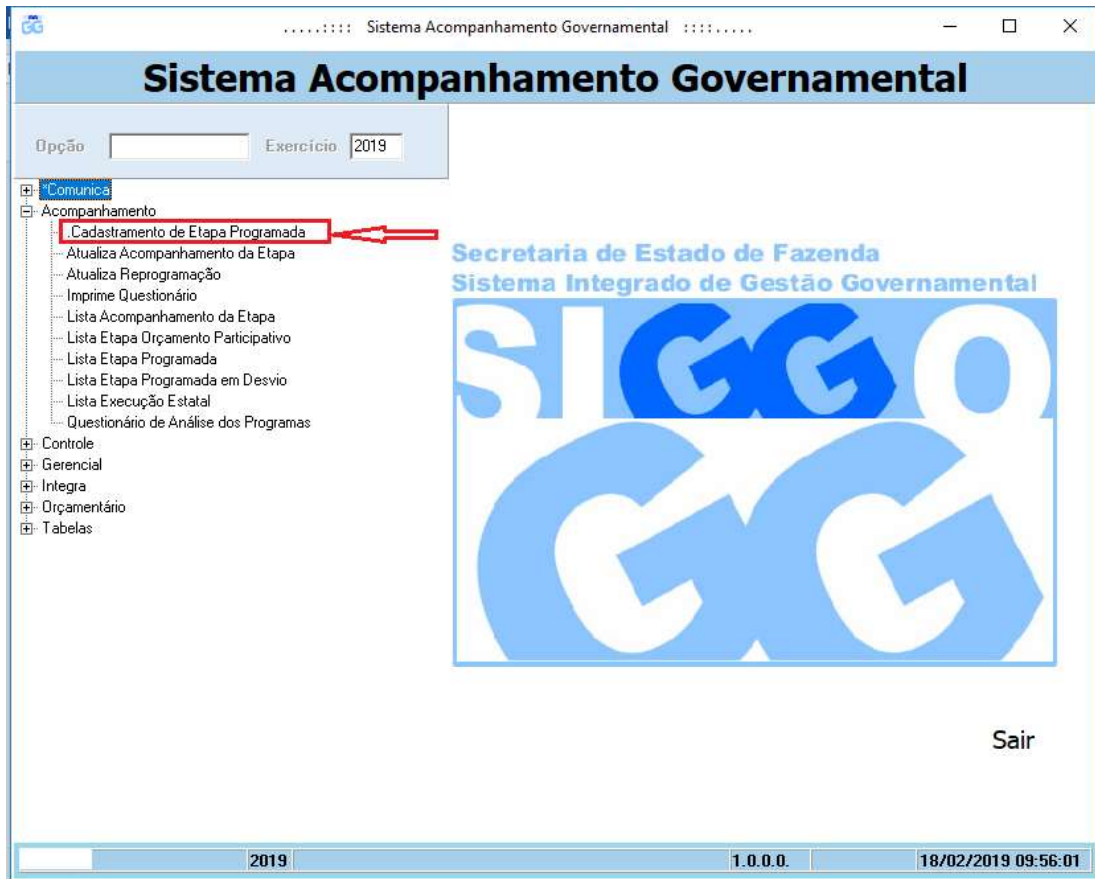 .....:::: Sistema Acompanhamento Governamental ::::.....
Sistema Acompanhamento Governamental
Opção Exercício 2019
*Comunica
Acompanhamento
.Cadastramento de Etapa Programada
Atualiza Acompanhamento da Etapa
Atualiza Reprogramação
Imprime Questionário
Lista Acompanhamento da Etapa
Lista Etapa Orçamento Participativo
Lista Etapa Programada
Lista Etapa Programada em Desvio
Lista Execução Estatal
Questionário de Análise dos Programas
Controle
Gerencial
Integra
Orçamentário
Tabelas
Secretaria de Estado de Fazenda
Sistema Integrado de Gestão Governamental
SIGGO
GG
Sair
2019 1.0.0.0. 18/02/2019 09:56:01